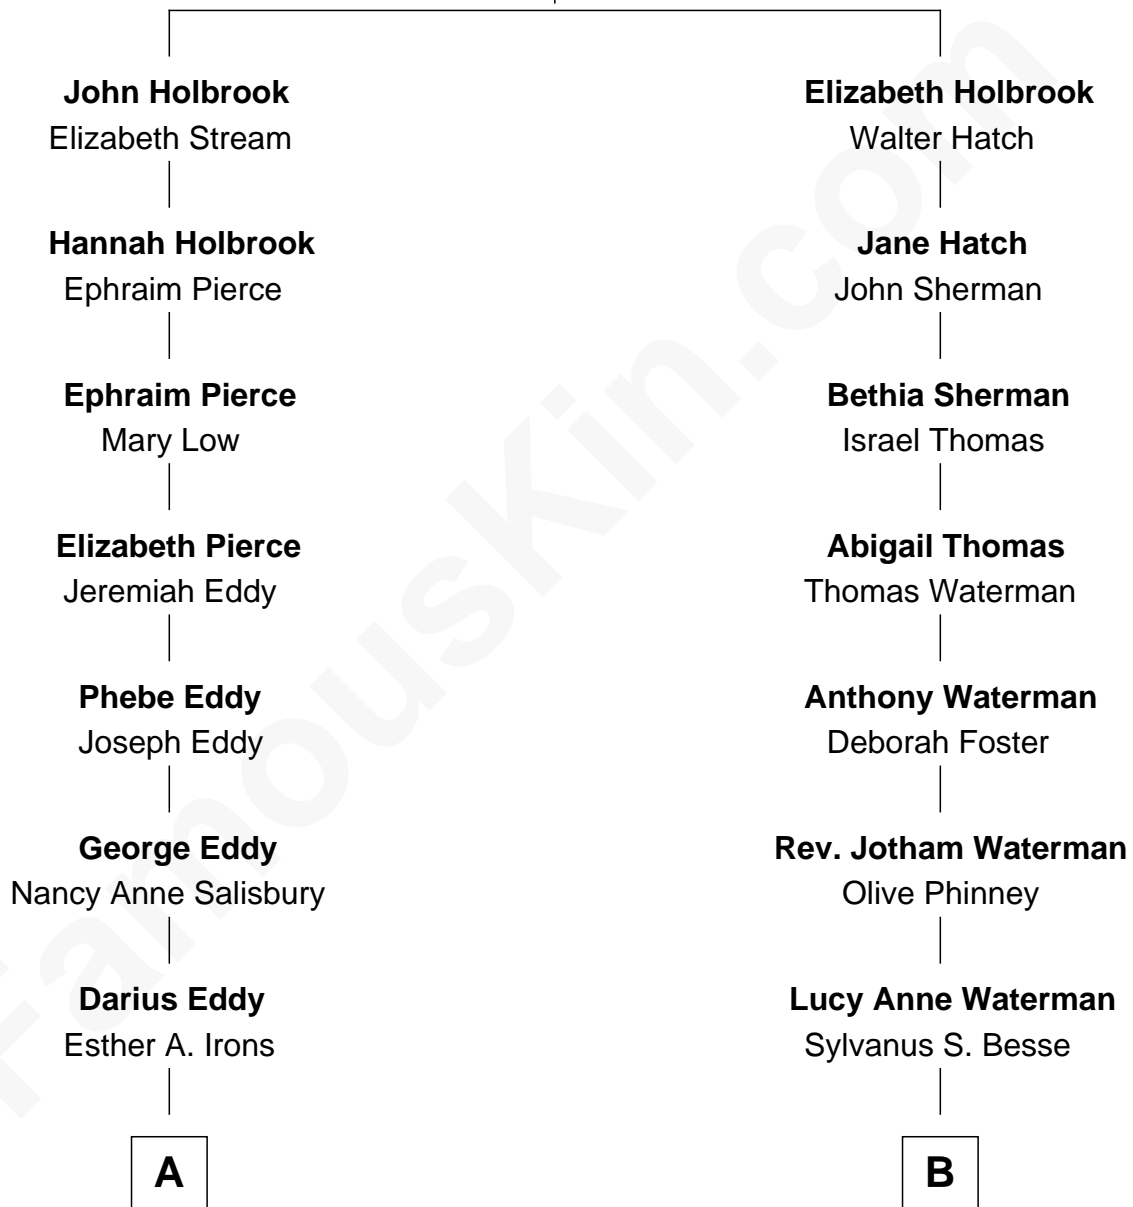 John Holbrook
Elizabeth Stream
Hannah Holbrook
Ephraim Pierce
Ephraim Pierce
Mary Low
Elizabeth Pierce
Jeremiah Eddy
Phebe Eddy
Joseph Eddy
George Eddy
Nancy Anne Salisbury
Darius Eddy
Esther A. Irons
A
Elizabeth Holbrook
Walter Hatch
Jane Hatch
John Sherman
Bethia Sherman
Israel Thomas
Abigail Thomas
Thomas Waterman
Anthony Waterman
Deborah Foster
Rev. Jotham Waterman
Olive Phinney
Lucy Anne Waterman
Sylvanus S. Besse
B
FamousKin.com